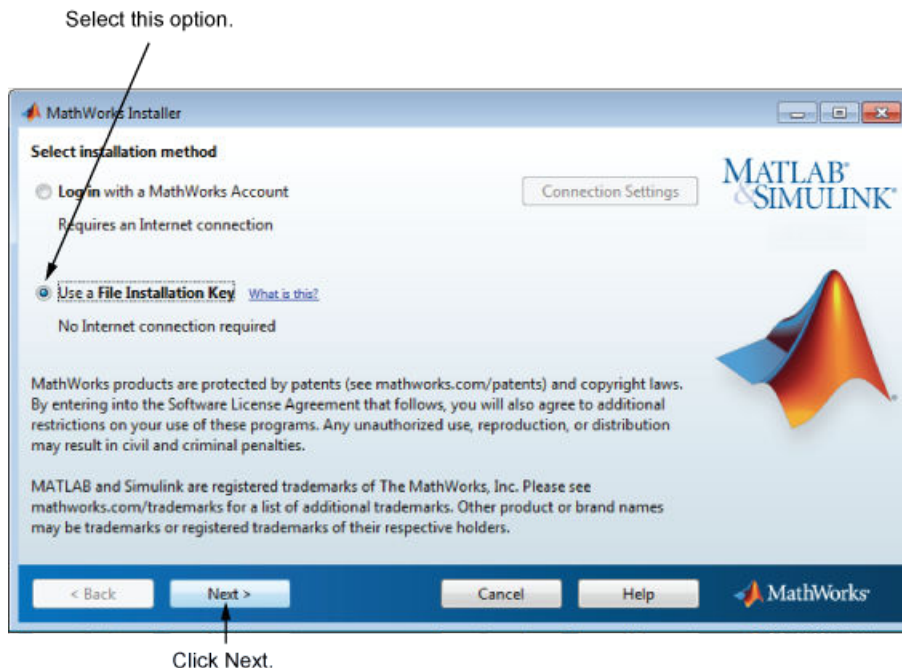 Select this option.
MathWorks Installer
Select installation method
Log in with a MathWorks Account
Connection Settings
Requires an Internet connection
MATLAB®
&SIMULINK®
Use a File Installation Key What is this?
No Internet connection required
MathWorks products are protected by patents (see mathworks.com/patents) and copyright laws.
By entering into the Software License Agreement that follows, you will also agree to additional
restrictions on your use of these programs. Any unauthorized use, reproduction, or distribution
may result in civil and criminal penalties.
MATLAB and Simulink are registered trademarks of The MathWorks, Inc. Please see
mathworks.com/trademarks for a list of additional trademarks. Other product or brand names
may be trademarks or registered trademarks of their respective holders.
< Back Next > Cancel Help MathWorks®
Click Next.